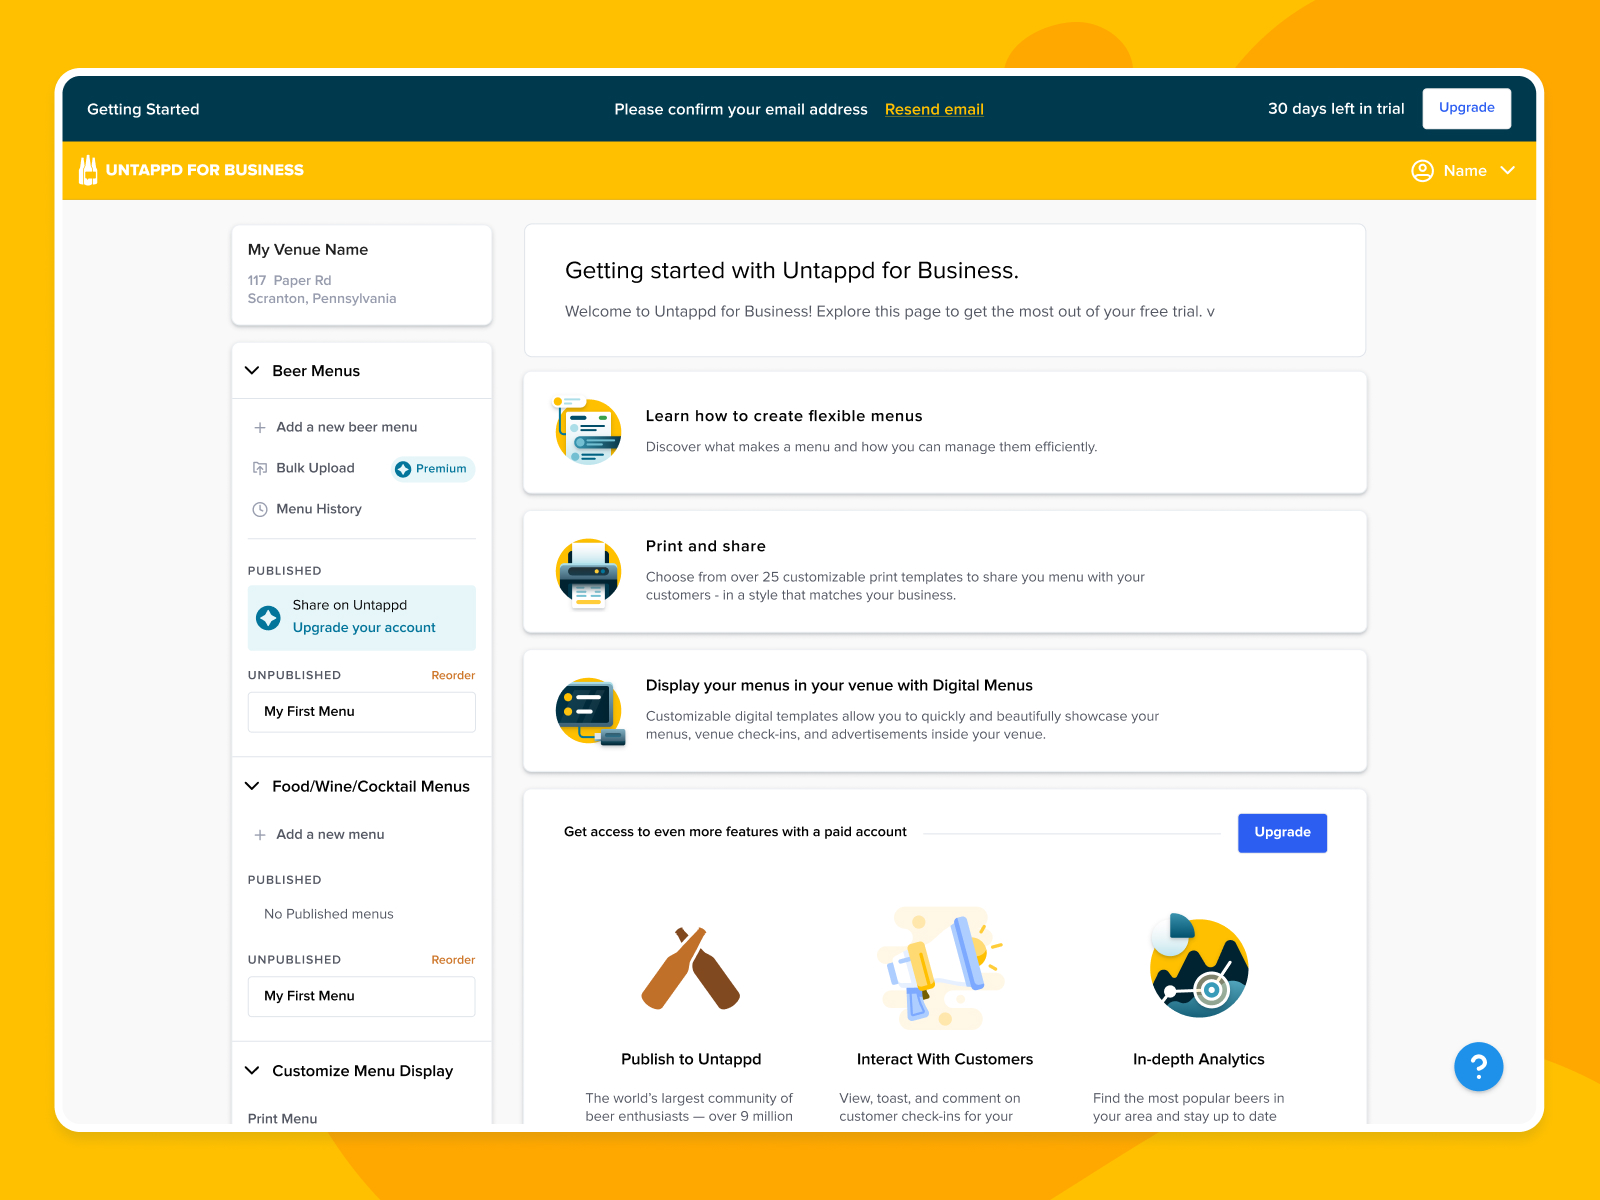 Getting Started
Please confirm your email address Resend email
30 days left in trial Upgrade
UNTAPPD FOR BUSINESS
Name
My Venue Name
117 Paper Rd
Scranton, Pennsylvania
Beer Menus
Add a new beer menu
Bulk Upload Premium
Menu History
PUBLISHED
Share on Untappd
Upgrade your account
UNPUBLISHED Reorder
My First Menu
Food/Wine/Cocktail Menus
Add a new menu
PUBLISHED
No Published menus
UNPUBLISHED Reorder
My First Menu
Customize Menu Display
Print Menu
Getting started with Untappd for Business.
Welcome to Untappd for Business! Explore this page to get the most out of your free trial. v
Learn how to create flexible menus
Discover what makes a menu and how you can manage them efficiently.
Print and share
Choose from over 25 customizable print templates to share you menu with your
customers - in a style that matches your business.
Display your menus in your venue with Digital Menus
Customizable digital templates allow you to quickly and beautifully showcase your
menus, venue check-ins, and advertisements inside your venue.
Get access to even more features with a paid account Upgrade
Publish to Untappd
The world's largest community of
beer enthusiasts — over 9 million
Interact With Customers
View, toast, and comment on
customer check-ins for your
In-depth Analytics
Find the most popular beers in
your area and stay up to date
?